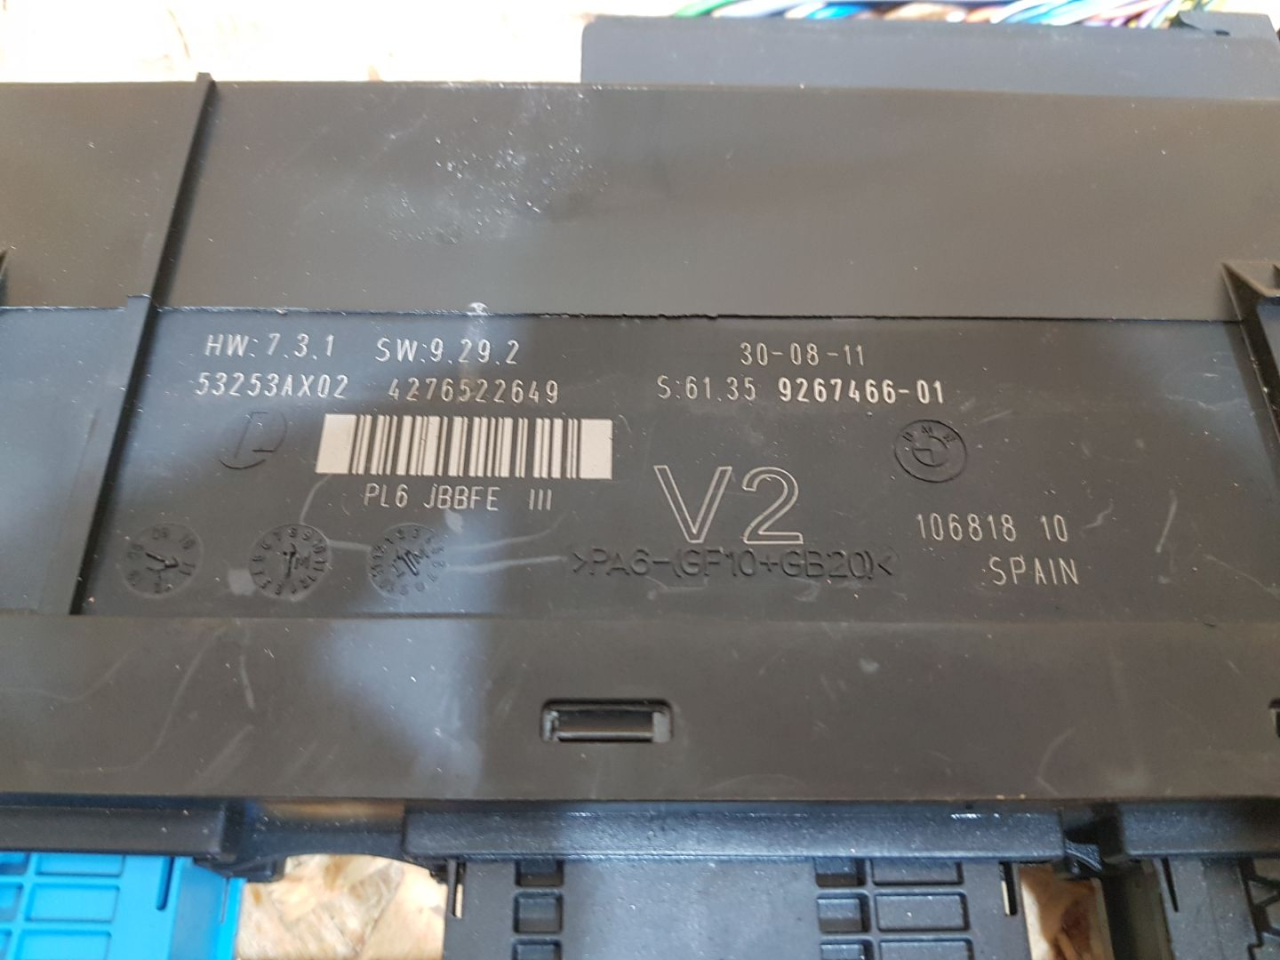 HW:7.3.1 SW:9.29.2 30-08-11
53253AX02 4276522649 S:61.35 9267466-01
L
BMW
PL6 JBBFE III
V2
106818 10
>PA6-(GF10+GB20)<
SPAIN